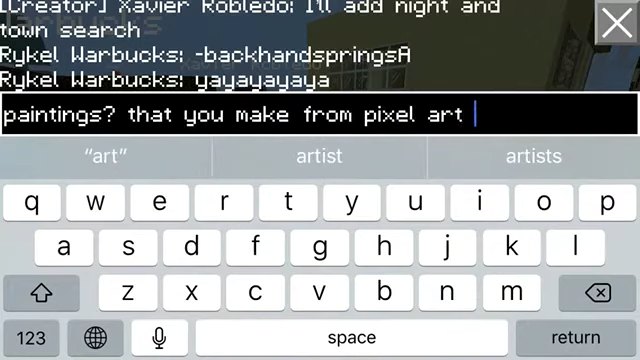 [Creator] Xavier Robledo: I'll add night and
town search
Rykel Warbucks: -backhandspringsA
Rykel Warbucks: yayayayaya
paintings? that you make from pixel art
"art" artist artists
q w e r t y u i o p
a s d f g h j k l
z x c v b n m
123 space return